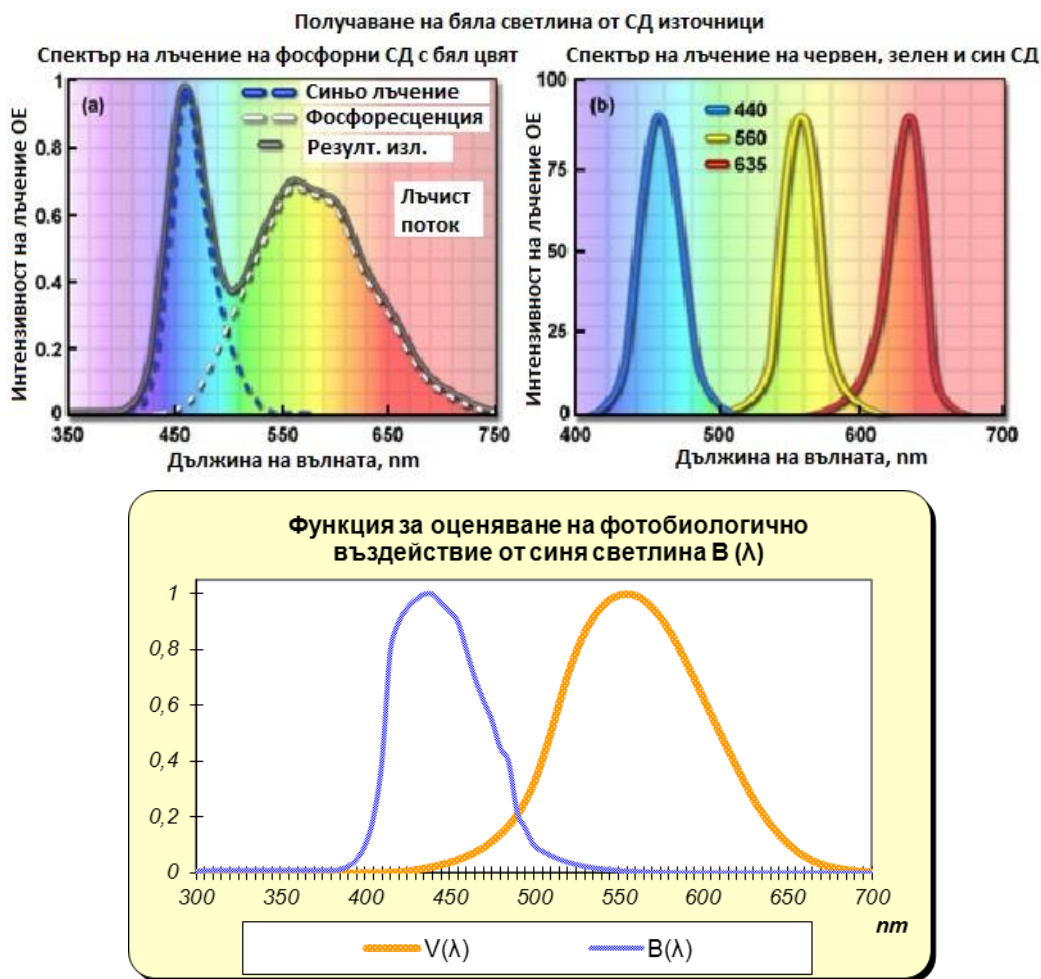 Получаване на бяла светлина от СД източници
Спектър на лъчение на фосфорни СД с бял цвят
Интензивност на лъчение ОЕ
1
0.8
0.6
0.4
0.2
0
(a)
Синьо лъчение
Фосфоресценция
Резулт. изл.
Лъчист
поток
350 450 550 650 750
Дължина на вълната, nm
Спектър на лъчение на червен, зелен и син СД
Интензивност на лъчение ОЕ
100
75
50
25
0
(b)
440
560
635
400 500 600 700
Дължина на вълната, nm
Функция за оценяване на фотобиологично
въздействие от синя светлина B (λ)
1
0,8
0,6
0,4
0,2
0
300 350 400 450 500 550 600 650 700
nm
V(λ) B(λ)